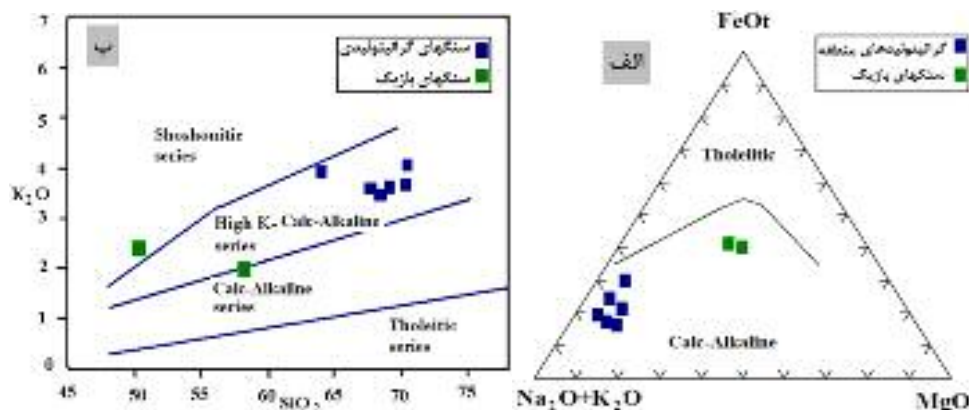 ب
سنگهای گرانیتوئیدی
سنگهای بازیک
7
6
5
4
3
2
1
0
K2O
Shoshonitic
series
High K- Calc-Alkaline
series
Calc-Alkaline
series
Tholeiitic
series
45 50 55 60 65 70 75
SiO2
الف
گرانیتوئیدهای منطقه
سنگهای بازیک
FeOt
Tholeiitic
Calc-Alkaline
Na2O+K2O
MgO